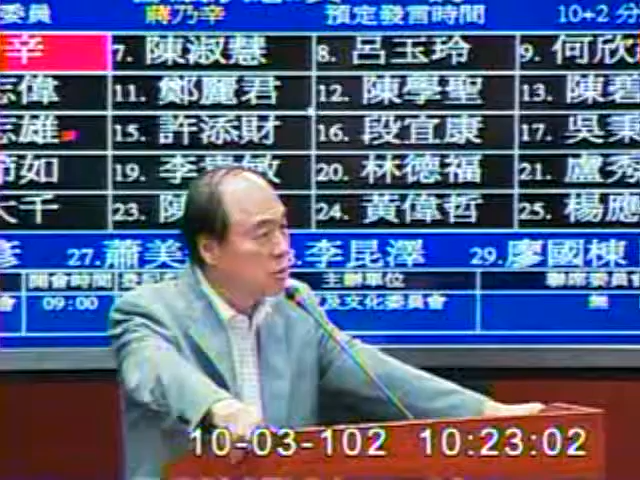 委員 蔣乃辛 預定發言時間 10+2 分
辛 7. 陳淑慧 8. 呂玉玲 9. 何欣
志偉 11. 鄭麗君 12. 陳學聖 13. 陳碧
志雄 15. 許添財 16. 段宜康 17. 吳秉
節如 19. 李貴敏 20. 林德福 21. 盧秀
大千 23. 陳 24. 黃偉哲 25. 楊應
彥 27. 蕭美 李昆澤 29. 廖國棟
開會時間 主辦單位 聯席委員會
會 09:00 及文化委員會 無
10-03-102 10:23:02